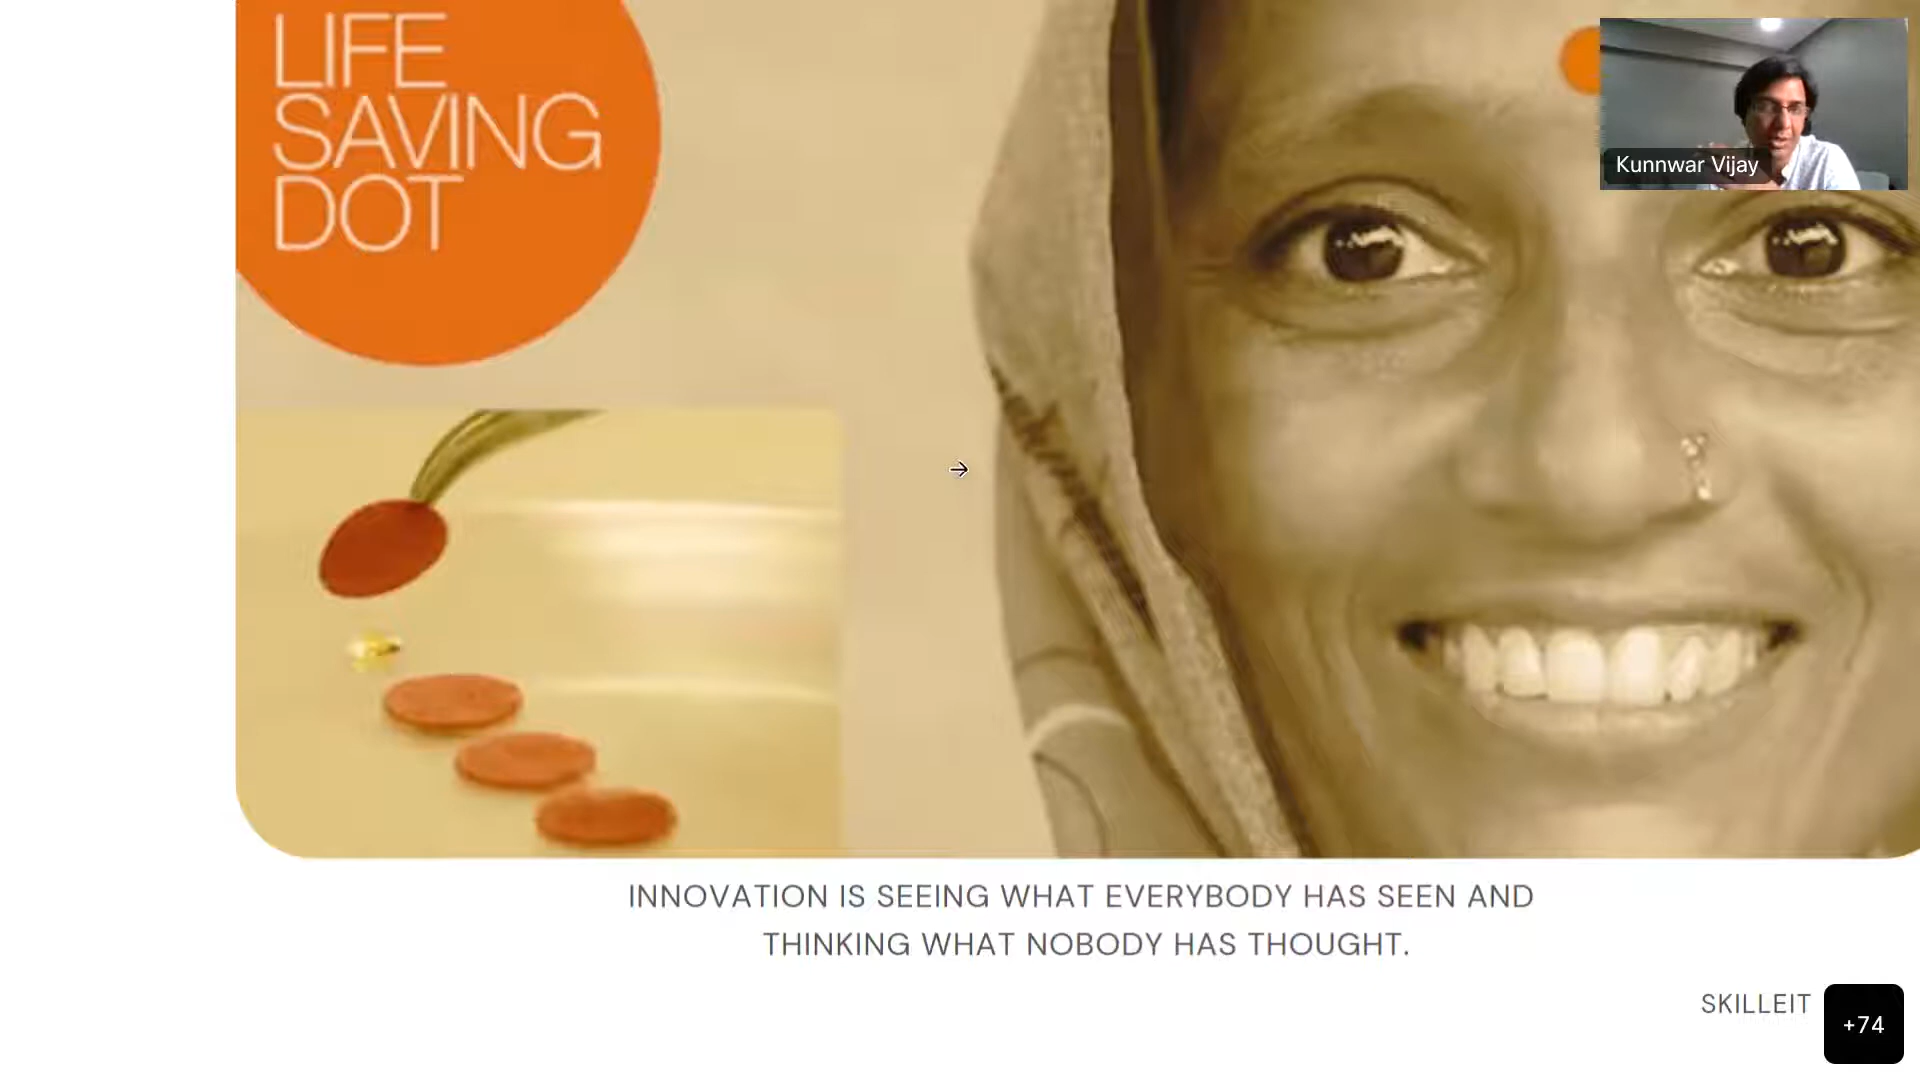 LIFE
SAVING
DOT
Kunnwar Vijay
INNOVATION IS SEEING WHAT EVERYBODY HAS SEEN AND
THINKING WHAT NOBODY HAS THOUGHT.
SKILLEIT
+74